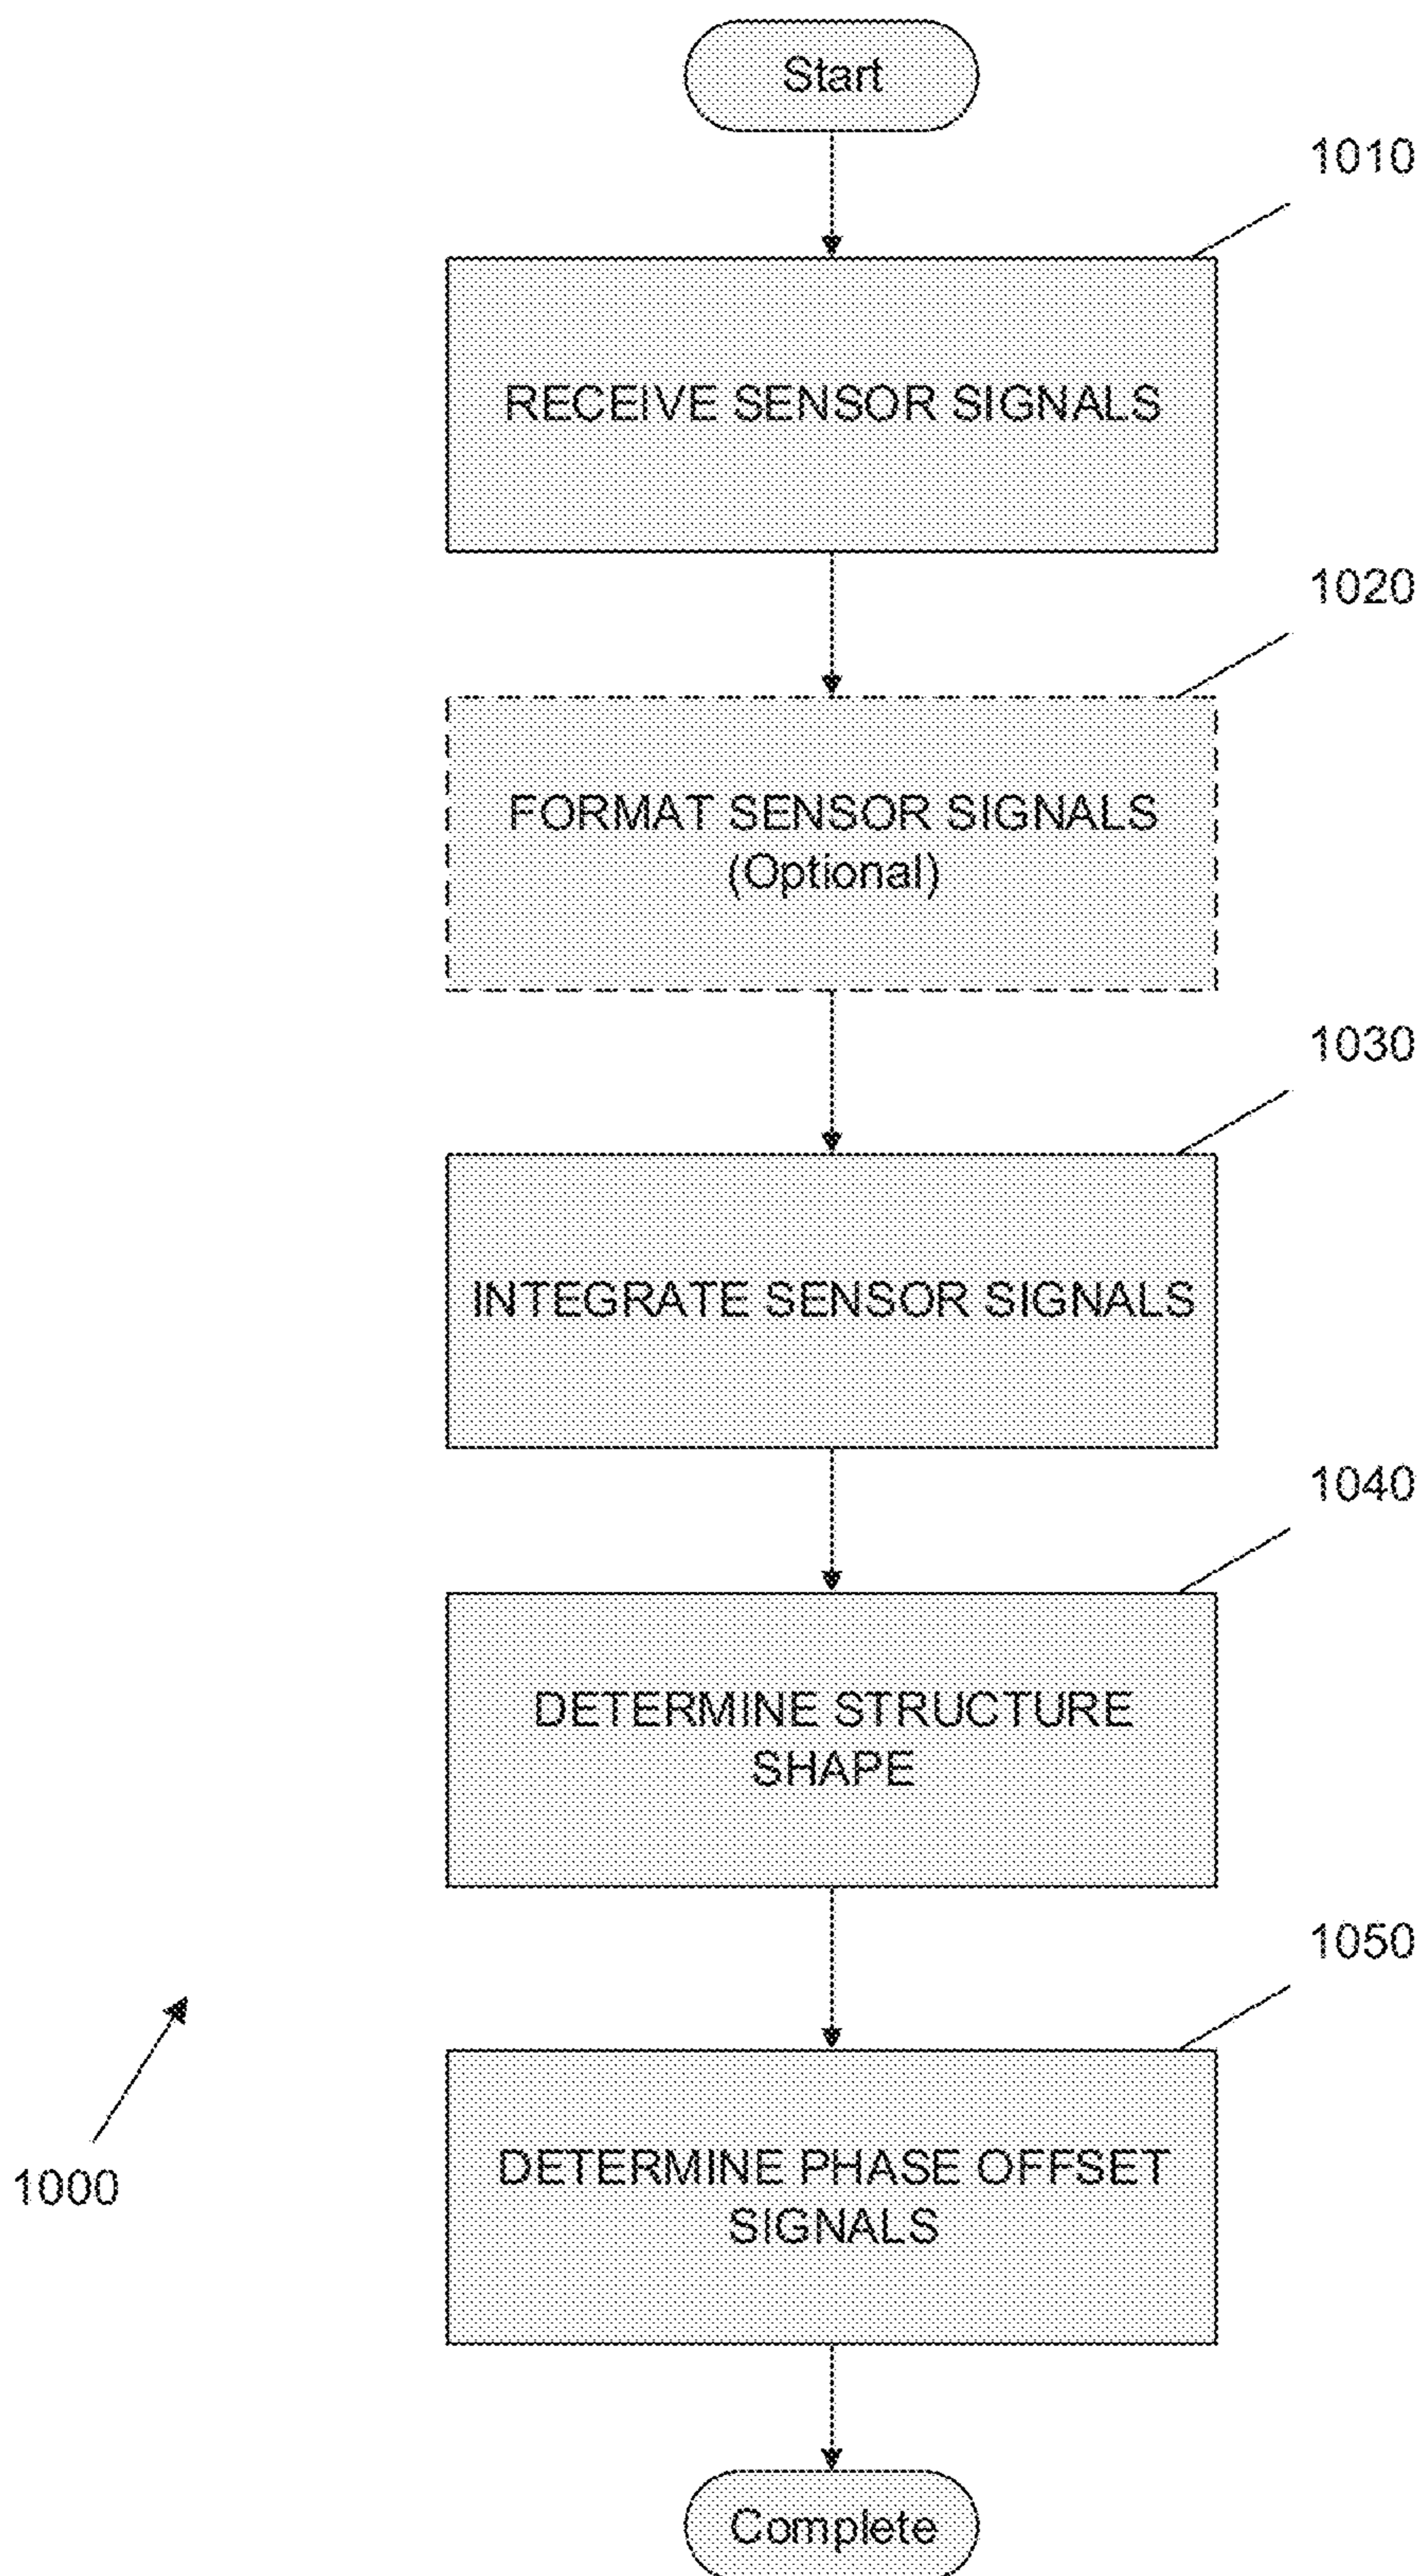 Start
1010
RECEIVE SENSOR SIGNALS
1020
FORMAT SENSOR SIGNALS
(Optional)
1030
INTEGRATE SENSOR SIGNALS
1040
DETERMINE STRUCTURE
SHAPE
1050
DETERMINE PHASE OFFSET
SIGNALS
1000
Complete